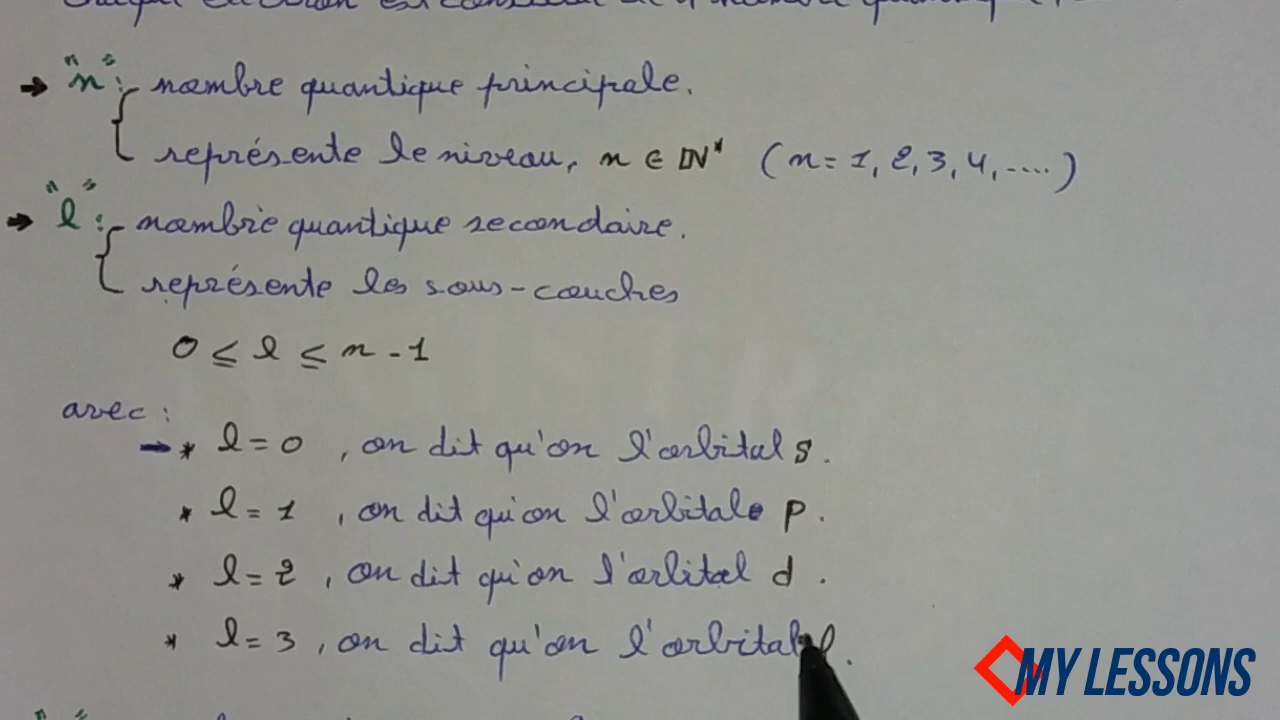 "n": nombre quantique principale.
représente le niveau, n ∈ IN* (n = 1, 2, 3, 4, ....)
"l": nombre quantique secondaire.
représente les sous-couches
0 ≤ l ≤ n - 1
avec :
→ * l = 0 , on dit qu'on l'orbital s.
* l = 1 , on dit qu'on l'orbitale p.
* l = 2 , on dit qu'on l'orbital d.
* l = 3 , on dit qu'on l'orbital
MY LESSONS